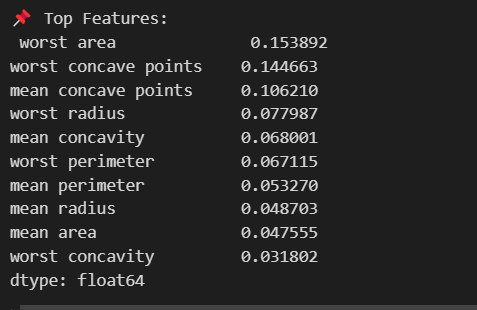 📌 Top Features:
worst area 0.153892
worst concave points 0.144663
mean concave points 0.106210
worst radius 0.077987
mean concavity 0.068001
worst perimeter 0.067115
mean perimeter 0.053270
mean radius 0.048703
mean area 0.047555
worst concavity 0.031802
dtype: float64